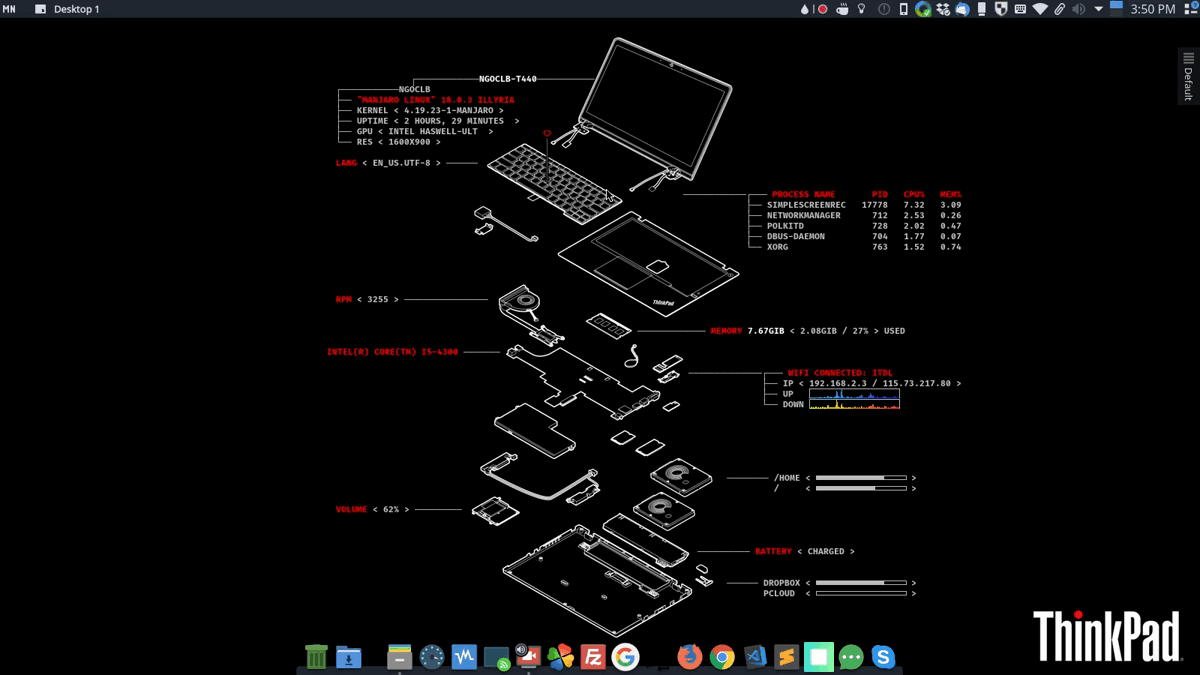 MN Desktop 1 3:50 PM
Default
NGOCLB-T440
NGOCLB
"MANJARO LINUX" 18.0.3 ILLYRIA
KERNEL < 4.19.23-1-MANJARO >
UPTIME < 2 HOURS, 29 MINUTES >
GPU < INTEL HASWELL-ULT >
RES < 1600X900 >
LANG < EN_US.UTF-8 >
PROCESS NAME PID CPU% MEM%
SIMPLESCREENREC 17778 7.32 3.09
NETWORKMANAGER 712 2.53 0.26
POLKITD 728 2.02 0.47
DBUS-DAEMON 704 1.77 0.07
XORG 763 1.52 0.74
ThinkPad
RPM < 3255 >
MEMORY 7.67GIB < 2.08GIB / 27% > USED
INTEL(R) CORE(TM) I5-4300
WIFI CONNECTED: ITDL
IP < 192.168.2.3 / 115.73.217.80 >
UP
DOWN
/HOME < >
/ < >
VOLUME < 62% >
BATTERY < CHARGED >
DROPBOX < >
PCLOUD < >
ThinkPad